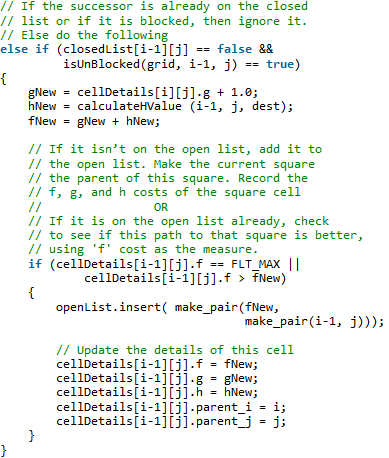 // If the successor is already on the closed
// list or if it is blocked, then ignore it.
// Else do the following
else if (closedList[i-1][j] == false &&
         isUnBlocked(grid, i-1, j) == true)
{
    gNew = cellDetails[i][j].g + 1.0;
    hNew = calculateHValue (i-1, j, dest);
    fNew = gNew + hNew;

    // If it isn't on the open list, add it to
    // the open list. Make the current square
    // the parent of this square. Record the
    // f, g, and h costs of the square cell
    //                OR
    // If it is on the open list already, check
    // to see if this path to that square is better,
    // using 'f' cost as the measure.
    if (cellDetails[i-1][j].f == FLT_MAX ||
            cellDetails[i-1][j].f > fNew)
    {
        openList.insert( make_pair(fNew,
                                   make_pair(i-1, j)));

        // Update the details of this cell
        cellDetails[i-1][j].f = fNew;
        cellDetails[i-1][j].g = gNew;
        cellDetails[i-1][j].h = hNew;
        cellDetails[i-1][j].parent_i = i;
        cellDetails[i-1][j].parent_j = j;
    }
}